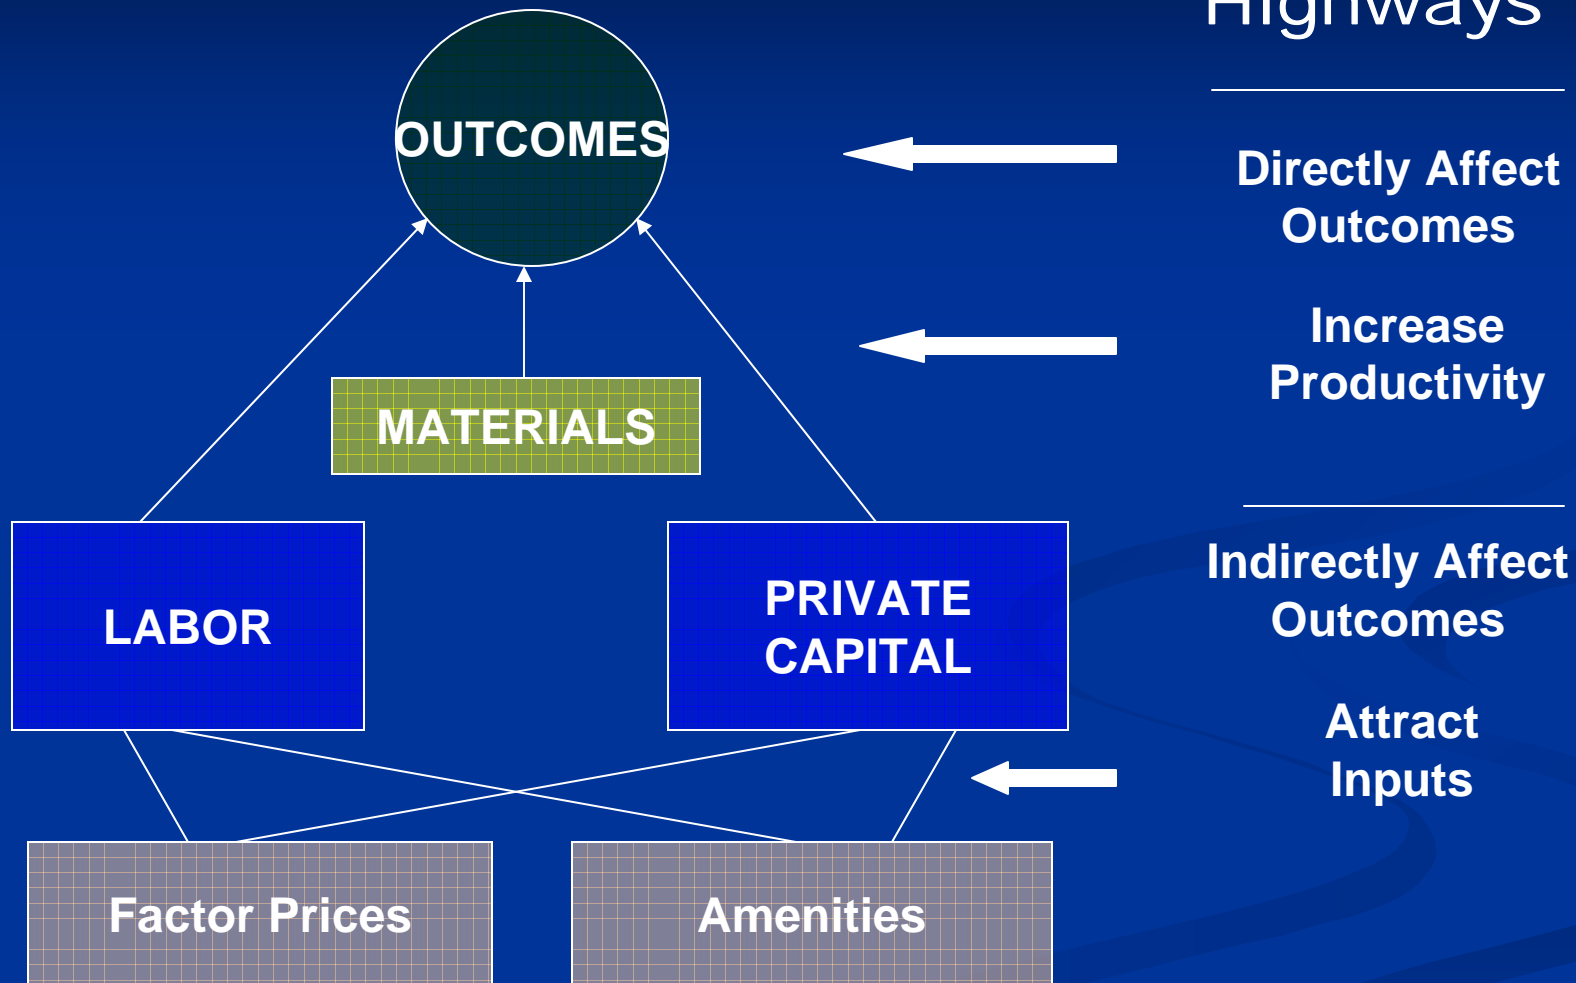 Highways
OUTCOMES
Directly Affect
Outcomes
Increase
Productivity
MATERIALS
LABOR
PRIVATE
CAPITAL
Indirectly Affect
Outcomes
Attract
Inputs
Factor Prices
Amenities